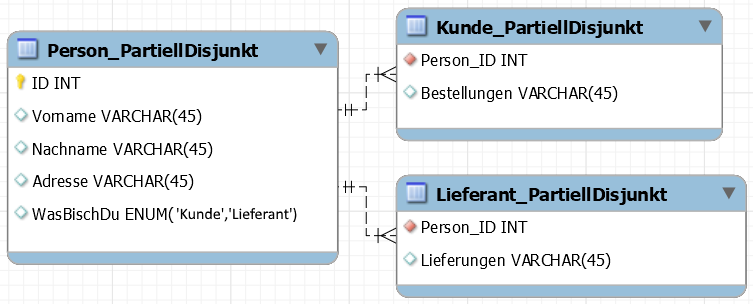 Person_PartiellDisjunkt
ID INT
Vorname VARCHAR(45)
Nachname VARCHAR(45)
Adresse VARCHAR(45)
WasBischDu ENUM('Kunde','Lieferant')
Kunde_PartiellDisjunkt
Person_ID INT
Bestellungen VARCHAR(45)
Lieferant_PartiellDisjunkt
Person_ID INT
Lieferungen VARCHAR(45)